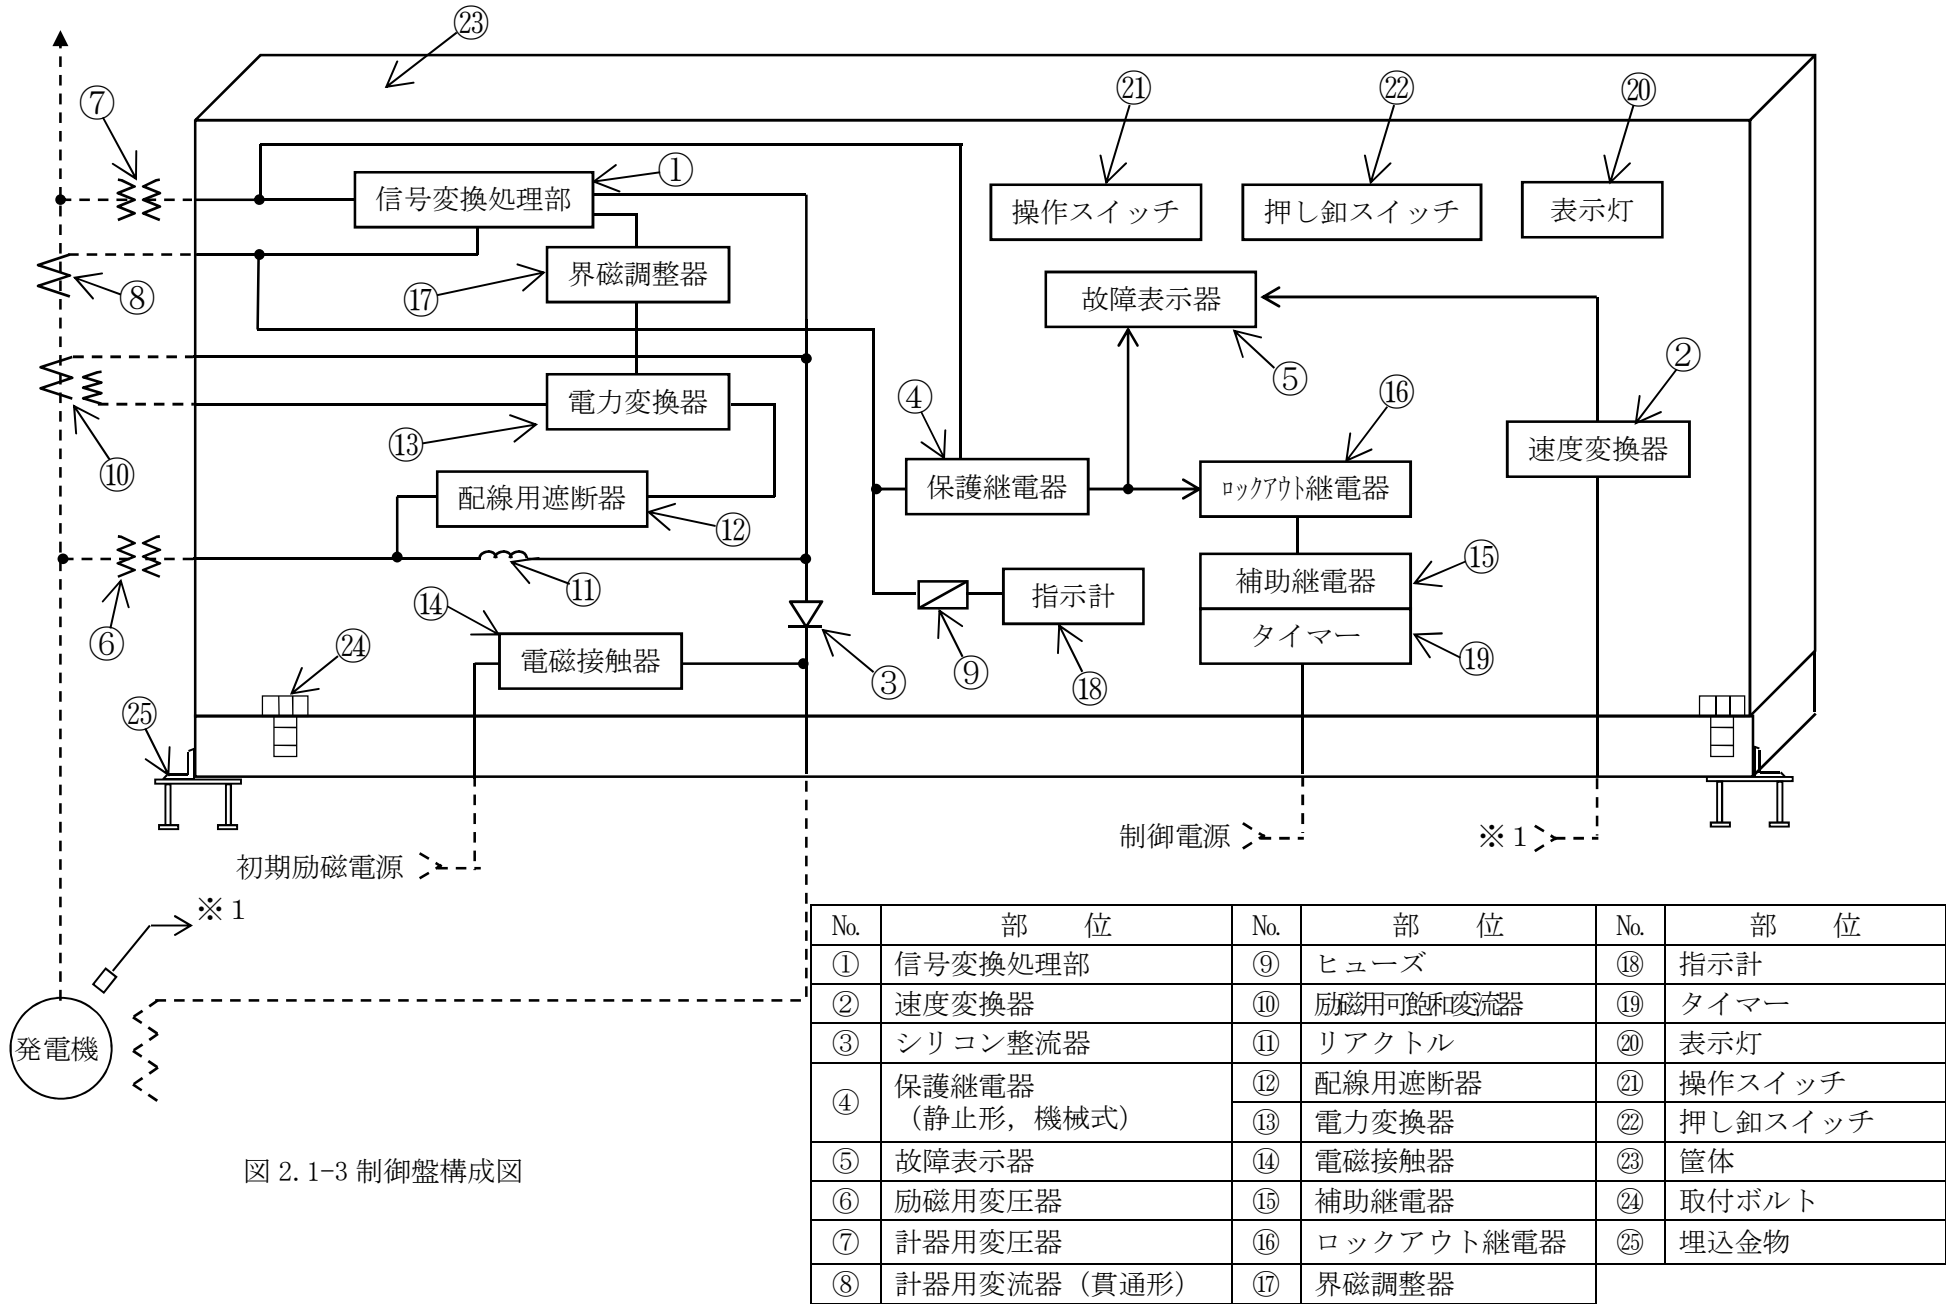 ㉓
⑦
㉑
㉒
⑳
①
信号変換処理部
操作スイッチ
押し釦スイッチ
表示灯
界磁調整器
⑰
⑧
故障表示器
⑤
②
電力変換器
⑬
④
⑯
⑩
速度変換器
配線用遮断器
⑫
保護継電器
ロックアウト継電器
⑪
⑮
補助継電器
指示計
タイマー
⑥
⑭
㉔
電磁接触器
③
⑨
⑱
⑲
㉕
制御電源
※1
初期励磁電源
※1
発電機
№ 部 位 № 部 位 № 部 位
① 信号変換処理部 ⑨ ヒューズ ⑱ 指示計
② 速度変換器 ⑩ 励磁用可飽和変流器 ⑲ タイマー
③ シリコン整流器 ⑪ リアクトル ⑳ 表示灯
④ 保護継電器 ⑫ 配線用遮断器 ㉑ 操作スイッチ
(静止形,機械式) ⑬ 電力変換器 ㉒ 押し釦スイッチ
⑤ 故障表示器 ⑭ 電磁接触器 ㉓ 筐体
⑥ 励磁用変圧器 ⑮ 補助継電器 ㉔ 取付ボルト
⑦ 計器用変圧器 ⑯ ロックアウト継電器 ㉕ 埋込金物
⑧ 計器用変流器(貫通形) ⑰ 界磁調整器
図 2.1-3 制御盤構成図